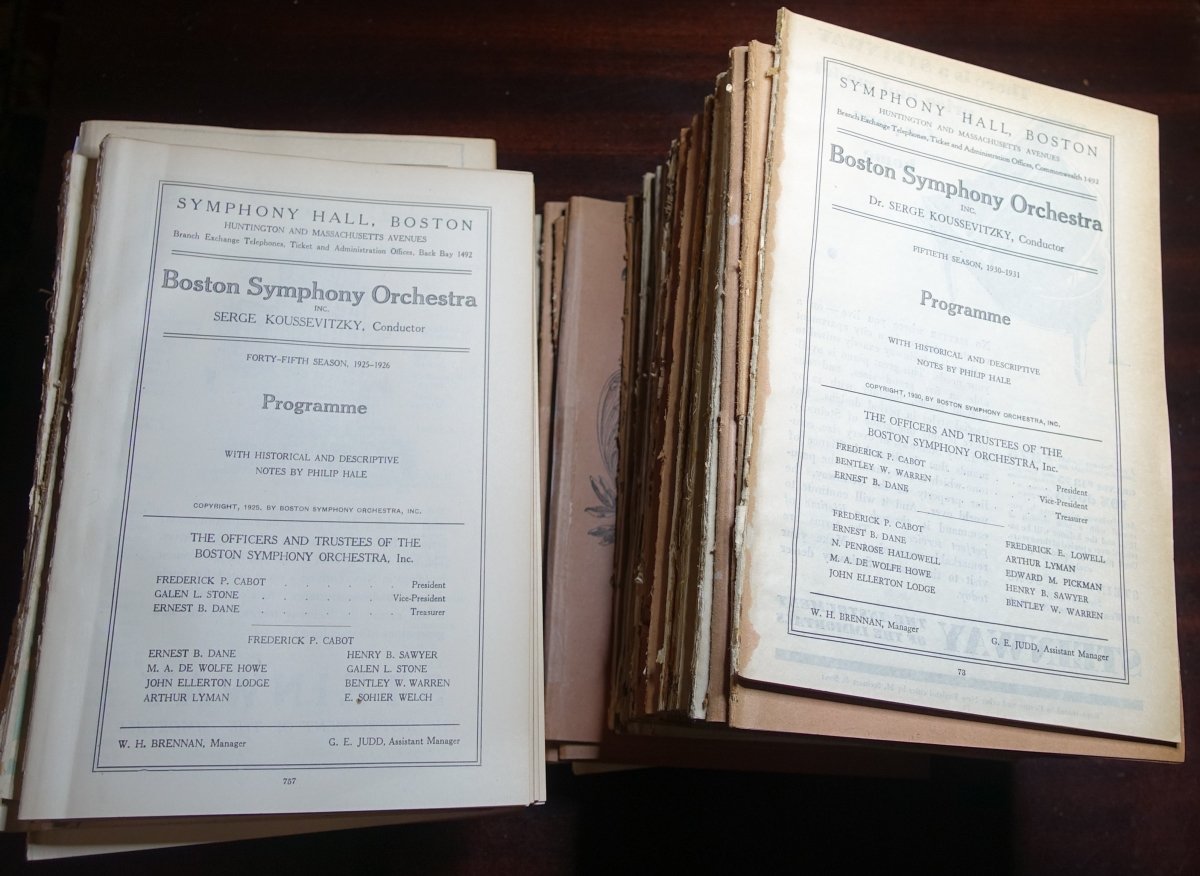 SYMPHONY HALL, BOSTON
HUNTINGTON AND MASSACHUSETTS AVENUES
Branch Exchange Telephones, Ticket and Administration Offices, Back Bay 1492
Boston Symphony Orchestra
INC.
SERGE KOUSSEVITZKY, Conductor
FORTY-FIFTH SEASON, 1925-1926
Programme
WITH HISTORICAL AND DESCRIPTIVE
NOTES BY PHILIP HALE
COPYRIGHT, 1925, BY BOSTON SYMPHONY ORCHESTRA, INC.
THE OFFICERS AND TRUSTEES OF THE
BOSTON SYMPHONY ORCHESTRA, Inc.
FREDERICK P. CABOT . . . . President
GALEN L. STONE . . . . Vice-President
ERNEST B. DANE . . . . Treasurer
FREDERICK P. CABOT
ERNEST B. DANE HENRY B. SAWYER
M. A. DE WOLFE HOWE GALEN L. STONE
JOHN ELLERTON LODGE BENTLEY W. WARREN
ARTHUR LYMAN E. SOHIER WELCH
W. H. BRENNAN, Manager G. E. JUDD, Assistant Manager
737
SYMPHONY HALL, BOSTON
HUNTINGTON AND MASSACHUSETTS AVENUES
Branch Exchange Telephones, Ticket and Administration Offices, Commonwealth 1492
Boston Symphony Orchestra
INC.
Dr. SERGE KOUSSEVITZKY, Conductor
FIFTIETH SEASON, 1930-1931
Programme
WITH HISTORICAL AND DESCRIPTIVE
NOTES BY PHILIP HALE
COPYRIGHT, 1930, BY BOSTON SYMPHONY ORCHESTRA, INC.
THE OFFICERS AND TRUSTEES OF THE
BOSTON SYMPHONY ORCHESTRA, Inc.
FREDERICK P. CABOT . . . . President
BENTLEY W. WARREN . . . . Vice-President
ERNEST B. DANE . . . . Treasurer
FREDERICK P. CABOT FREDERICK E. LOWELL
ERNEST B. DANE ARTHUR LYMAN
N. PENROSE HALLOWELL EDWARD M. PICKMAN
M. A. DE WOLFE HOWE HENRY B. SAWYER
JOHN ELLERTON LODGE BENTLEY W. WARREN
W. H. BRENNAN, Manager G. E. JUDD, Assistant Manager
73